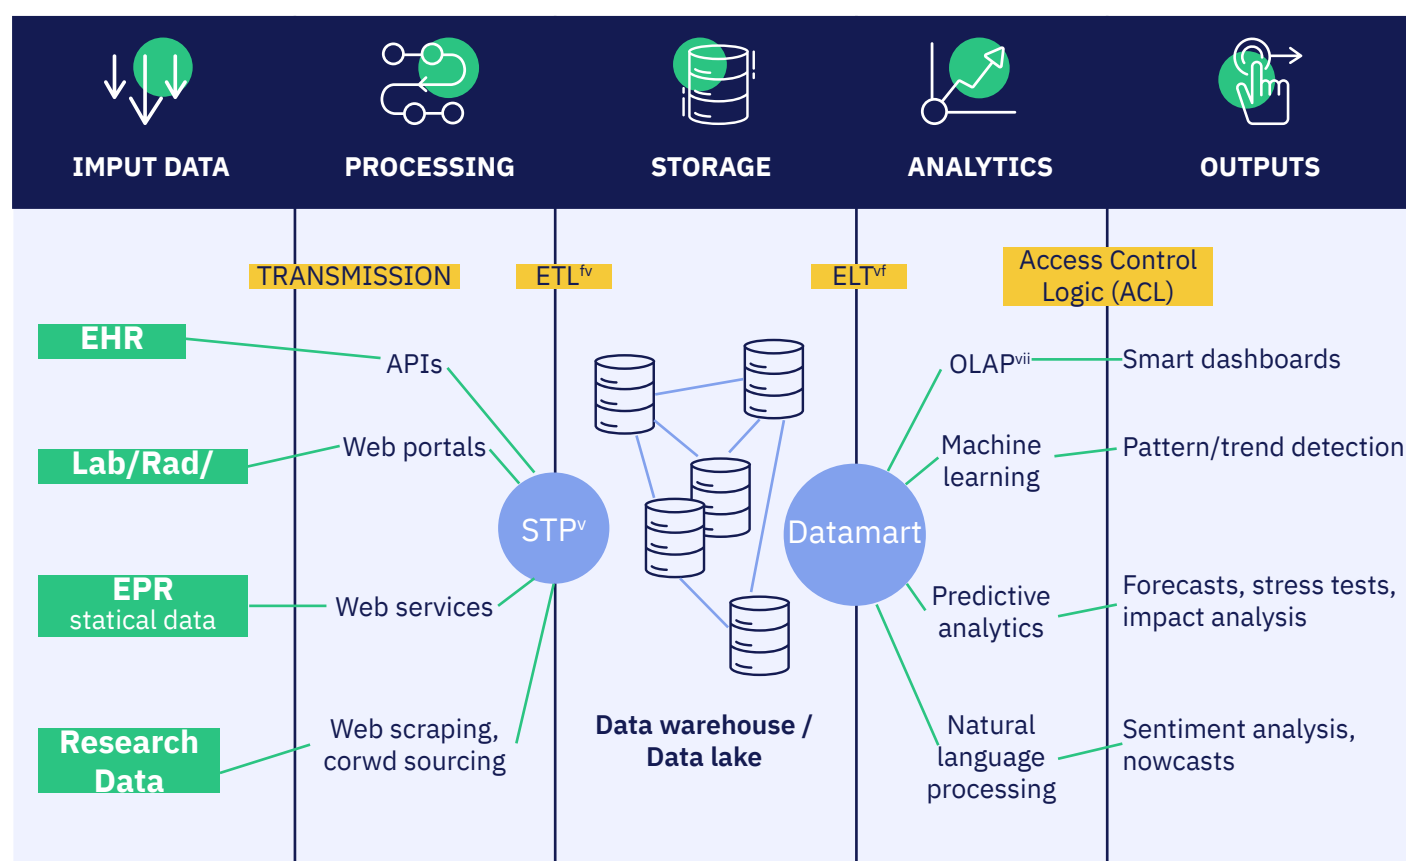 IMPUT DATA
PROCESSING
STORAGE
ANALYTICS
OUTPUTS
TRANSMISSION
ETLfv
ELTvf
Access Control
Logic (ACL)
EHR
Lab/Rad/
EPR
statical data
Research
Data
APIs
Web portals
Web services
Web scraping,
corwd sourcing
STPv
Data warehouse /
Data lake
Datamart
OLAPvii
Machine
learning
Predictive
analytics
Natural
language
processing
Smart dashboards
Pattern/trend detection
Forecasts, stress tests,
impact analysis
Sentiment analysis,
nowcasts